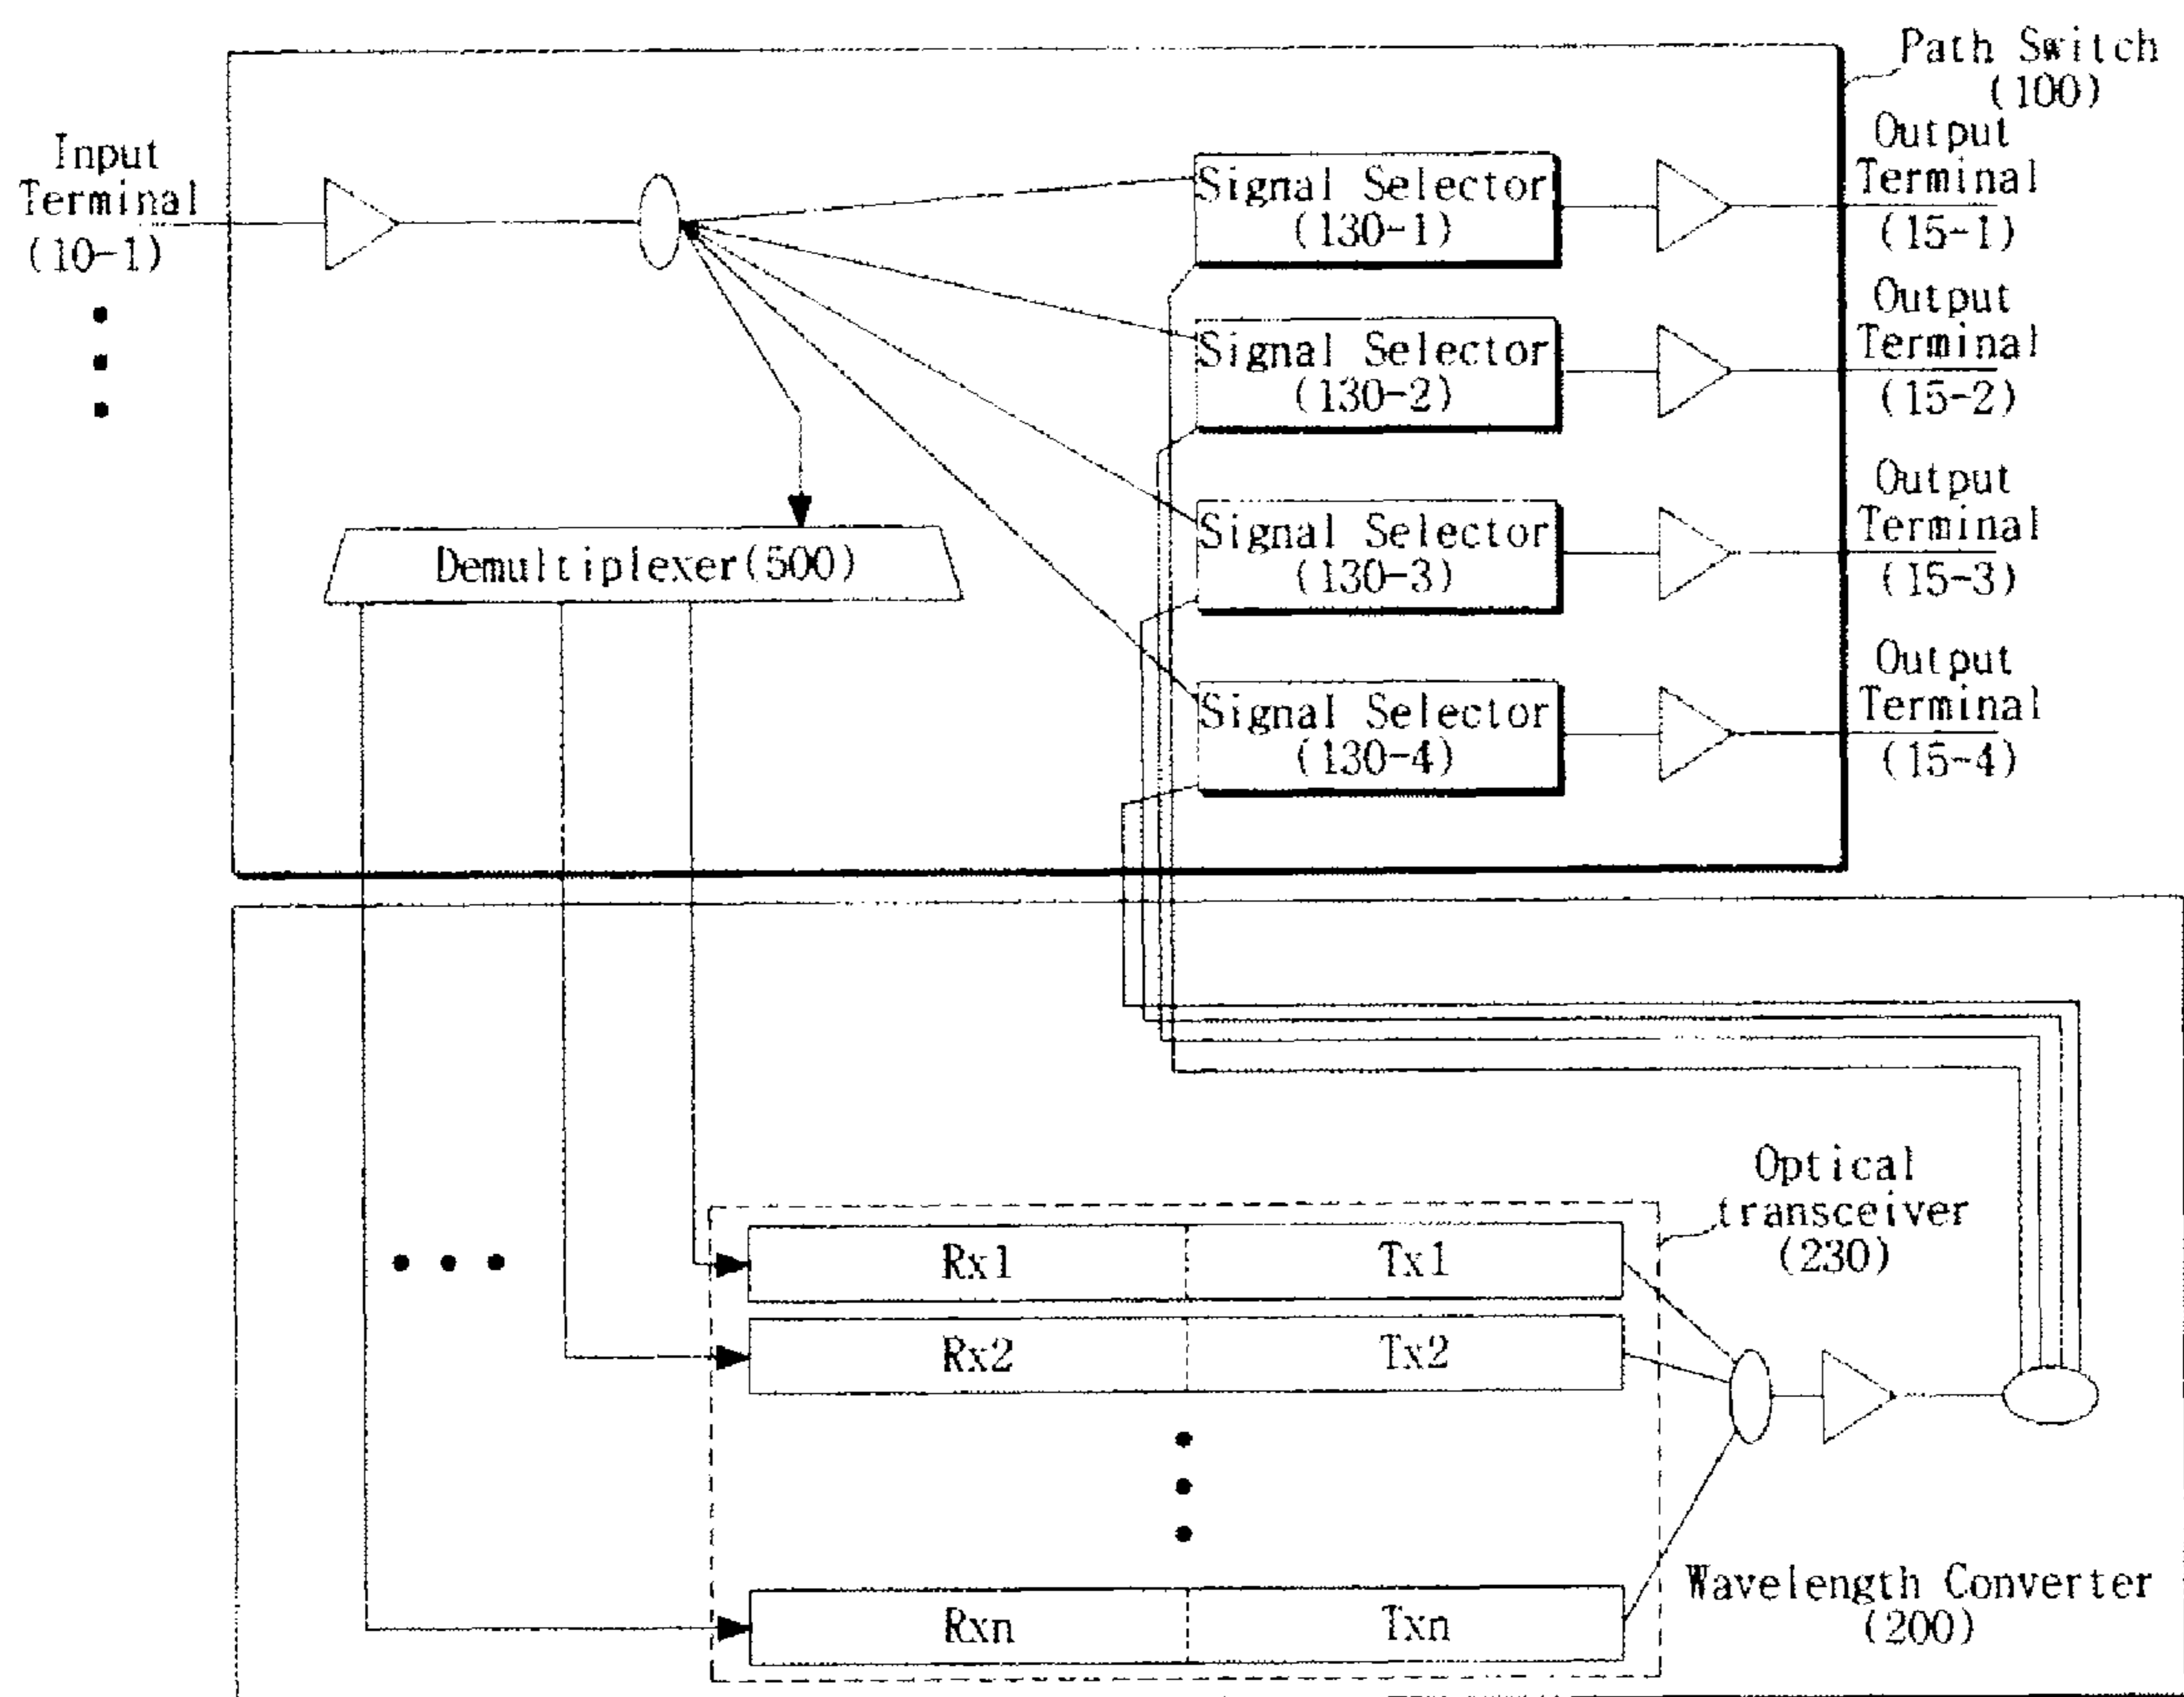 Path Switch
(100)
Input
Terminal
(10-1)
Signal Selector
(130-1)
Output
Terminal
(15-1)
Signal Selector
(130-2)
Output
Terminal
(15-2)
Signal Selector
(130-3)
Output
Terminal
(15-3)
Demultiplexer(500)
Signal Selector
(130-4)
Output
Terminal
(15-4)
Optical
transceiver
(230)
Rx1
Tx1
Rx2
Tx2
Rxn
Txn
Wavelength Converter
(200)